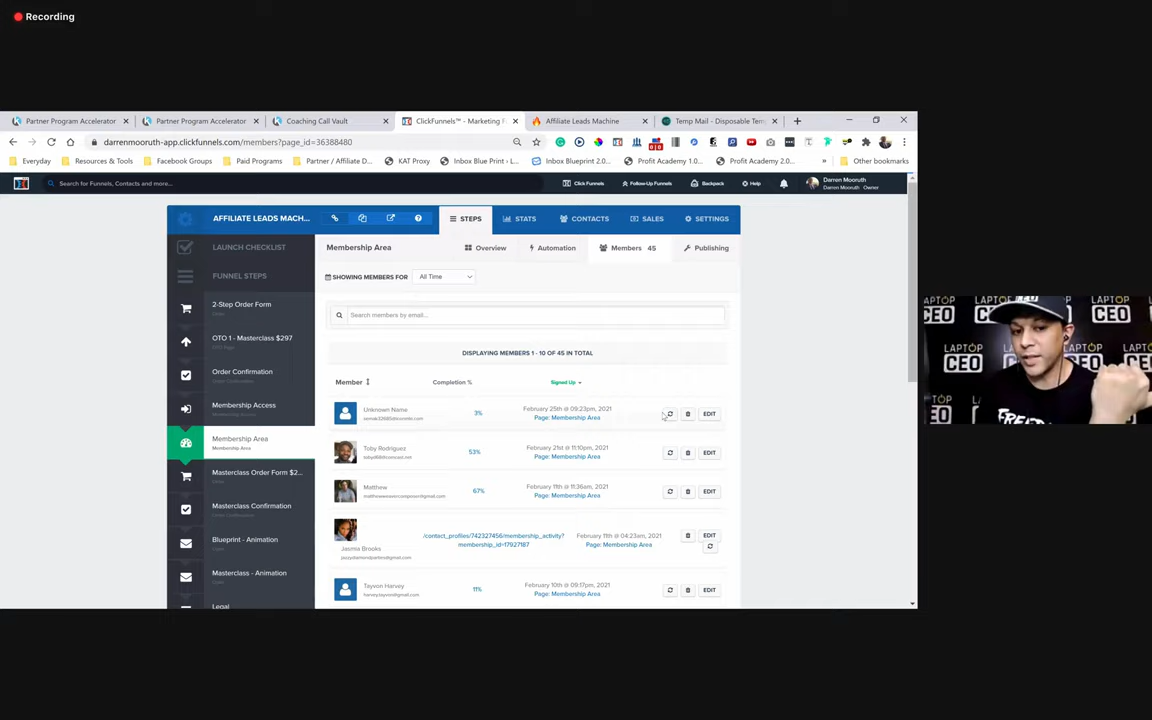 Recording
Partner Program Accelerator
Partner Program Accelerator
Coaching Call Vault
ClickFunnels™ - Marketing F
Affiliate Leads Machine
Temp Mail - Disposable Tem
darrenmooruth-app.clickfunnels.com/members?page_id=36388480
Everyday
Resources & Tools
Facebook Groups
Paid Programs
Partner / Affiliate D...
KAT Proxy
Inbox Blue Print - L...
Inbox Blueprint 2.0...
Profit Academy 1.0...
Profit Academy 2.0...
Other bookmarks
Search for Funnels, Contacts and more...
Click Funnels
Follow-Up Funnels
Backpack
Help
Darren Mooruth
Darren Mooruth Owner
AFFILIATE LEADS MACH...
STEPS
STATS
CONTACTS
SALES
SETTINGS
LAUNCH CHECKLIST
Membership Area
Overview
Automation
Members 45
Publishing
FUNNEL STEPS
SHOWING MEMBERS FOR
All Time
2-Step Order Form
Search members by email...
OTO 1 - Masterclass $297
DISPLAYING MEMBERS 1 - 10 OF 45 IN TOTAL
Order Confirmation
Order Confirmation
Member
Completion %
Signed Up
Membership Access
Unknown Name
3%
February 25th @ 09:23pm, 2021
Page: Membership Area
EDIT
Membership Area
Membership Area
Toby Rodriguez
53%
February 21st @ 11:10pm, 2021
Page: Membership Area
EDIT
Masterclass Order Form $2...
Matthew
67%
February 11th @ 11:36am, 2021
Page: Membership Area
EDIT
Masterclass Confirmation
Jasmia Brooks
/contact_profiles/742327456/membership_activity?
membership_id=17927187
February 11th @ 04:23am, 2021
Page: Membership Area
EDIT
Blueprint - Animation
Masterclass - Animation
Tayvon Harvey
11%
February 10th @ 09:17pm, 2021
Page: Membership Area
EDIT
Legal
LAPTOP
CEO